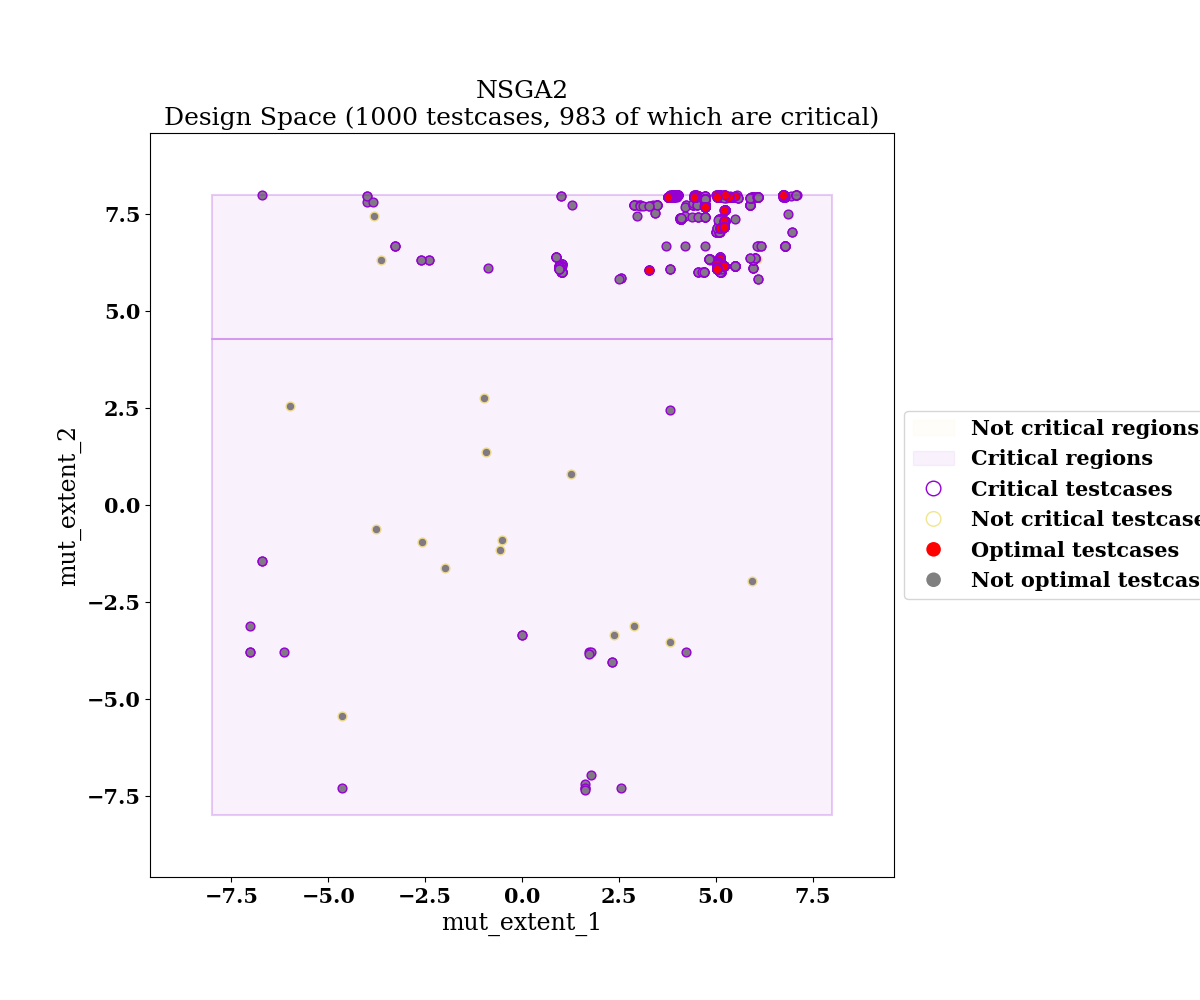 NSGA2
Design Space (1000 testcases, 983 of which are critical)
7.5
5.0
2.5
0.0
−2.5
−5.0
−7.5
mut_extent_2
−7.5 −5.0 −2.5 0.0 2.5 5.0 7.5
mut_extent_1
Not critical regions
Critical regions
Critical testcases
Not critical testcase
Optimal testcases
Not optimal testcas